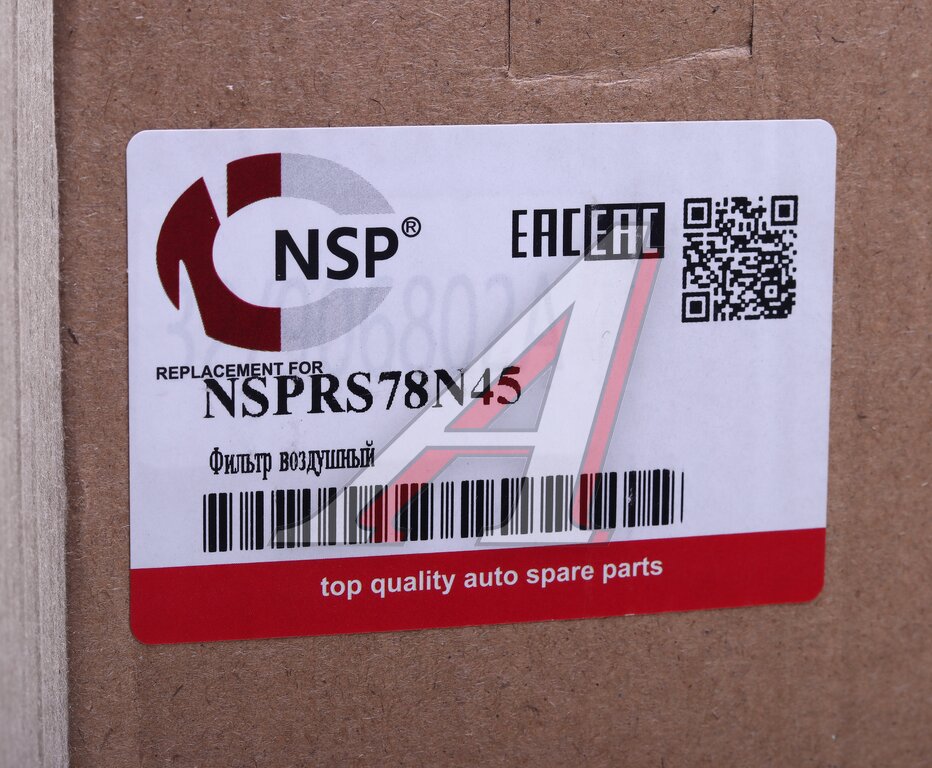 NSP®
EAC EAC
REPLACEMENT FOR
NSPRS78N45
Фильтр воздушный
top quality auto spare parts